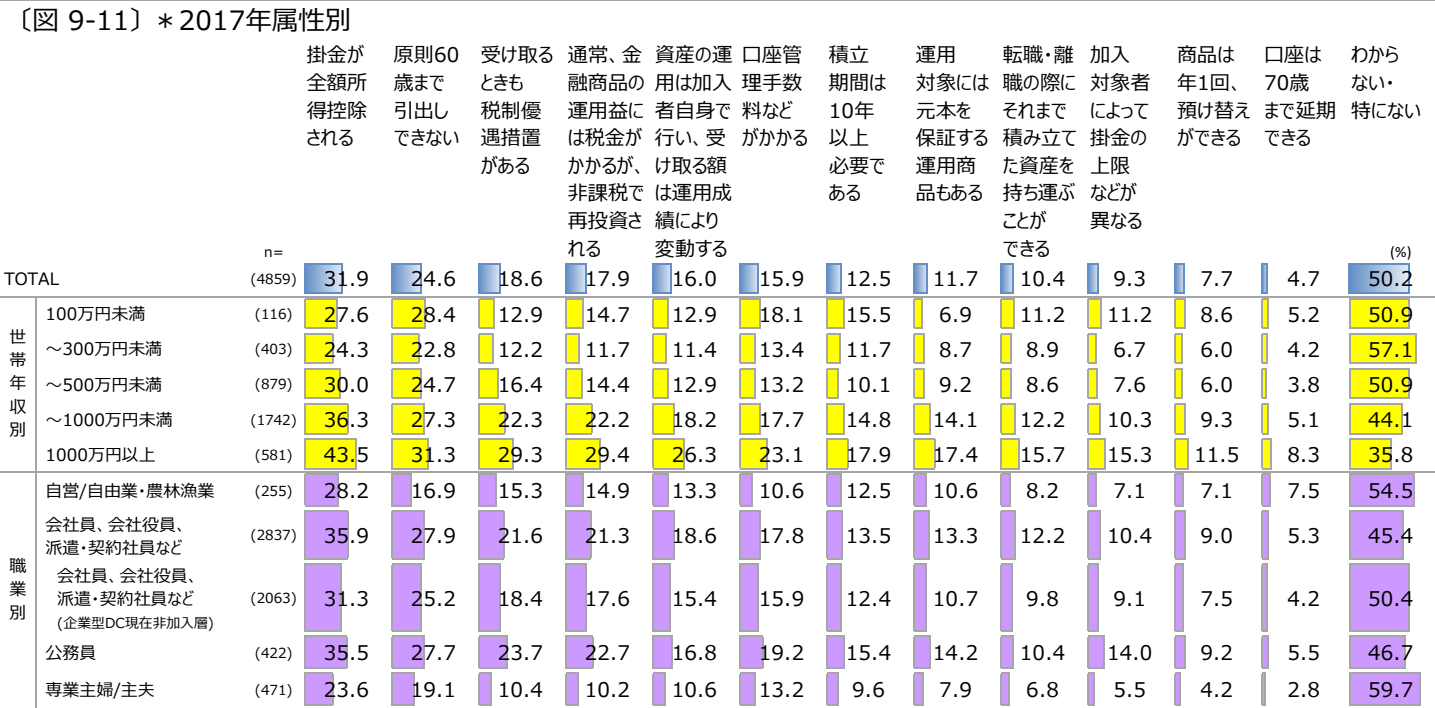 〔図 9-11〕＊2017年属性別
掛金が
全額所
得控除
される
原則60
歳まで
引出し
できない
受け取る
ときも
税制優
遇措置
がある
通常、金
融商品の
運用益に
は税金が
かかるが、
非課税で
再投資さ
れる
資産の運
用は加入
者自身で
行い、受
け取る額
は運用成
績により
変動する
口座管
理手数
料など
がかかる
積立
期間は
10年
以上
必要で
ある
運用
対象には
元本を
保証する
運用商
品もある
転職・離
職の際に
それまで
積み立て
た資産を
持ち運ぶ
ことが
できる
加入
対象者
によって
掛金の
上限
などが
異なる
商品は
年1回、
預け替え
ができる
口座は
70歳
まで延期
できる
わから
ない・
特にない
n=
(%)
TOTAL (4859) 31.9 24.6 18.6 17.9 16.0 15.9 12.5 11.7 10.4 9.3 7.7 4.7 50.2
世帯年収別
100万円未満 (116) 27.6 28.4 12.9 14.7 12.9 18.1 15.5 6.9 11.2 11.2 8.6 5.2 50.9
～300万円未満 (403) 24.3 22.8 12.2 11.7 11.4 13.4 11.7 8.7 8.9 6.7 6.0 4.2 57.1
～500万円未満 (879) 30.0 24.7 16.4 14.4 12.9 13.2 10.1 9.2 8.6 7.6 6.0 3.8 50.9
～1000万円未満 (1742) 36.3 27.3 22.3 22.2 18.2 17.7 14.8 14.1 12.2 10.3 9.3 5.1 44.1
1000万円以上 (581) 43.5 31.3 29.3 29.4 26.3 23.1 17.9 17.4 15.7 15.3 11.5 8.3 35.8
職業別
自営/自由業・農林漁業 (255) 28.2 16.9 15.3 14.9 13.3 10.6 12.5 10.6 8.2 7.1 7.1 7.5 54.5
会社員、会社役員、
派遣・契約社員など (2837) 35.9 27.9 21.6 21.3 18.6 17.8 13.5 13.3 12.2 10.4 9.0 5.3 45.4
会社員、会社役員、
派遣・契約社員など (2063) 31.3 25.2 18.4 17.6 15.4 15.9 12.4 10.7 9.8 9.1 7.5 4.2 50.4
(企業型DC現在非加入層)
公務員 (422) 35.5 27.7 23.7 22.7 16.8 19.2 15.4 14.2 10.4 14.0 9.2 5.5 46.7
専業主婦/主夫 (471) 23.6 19.1 10.4 10.2 10.6 13.2 9.6 7.9 6.8 5.5 4.2 2.8 59.7